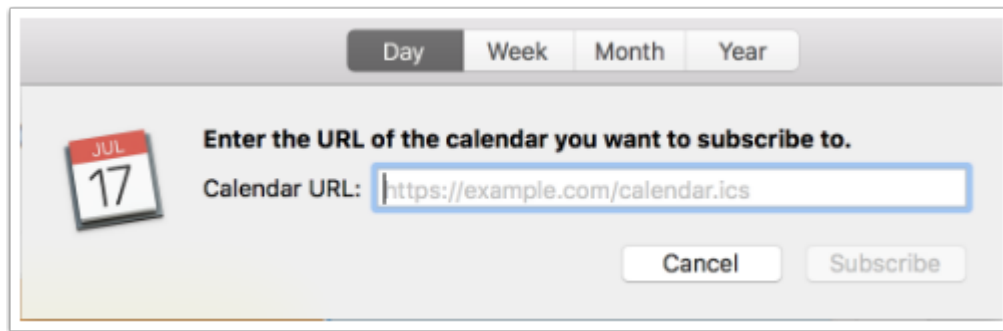 Day Week Month Year
JUL
17
Enter the URL of the calendar you want to subscribe to.
Calendar URL: https://example.com/calendar.ics
Cancel Subscribe